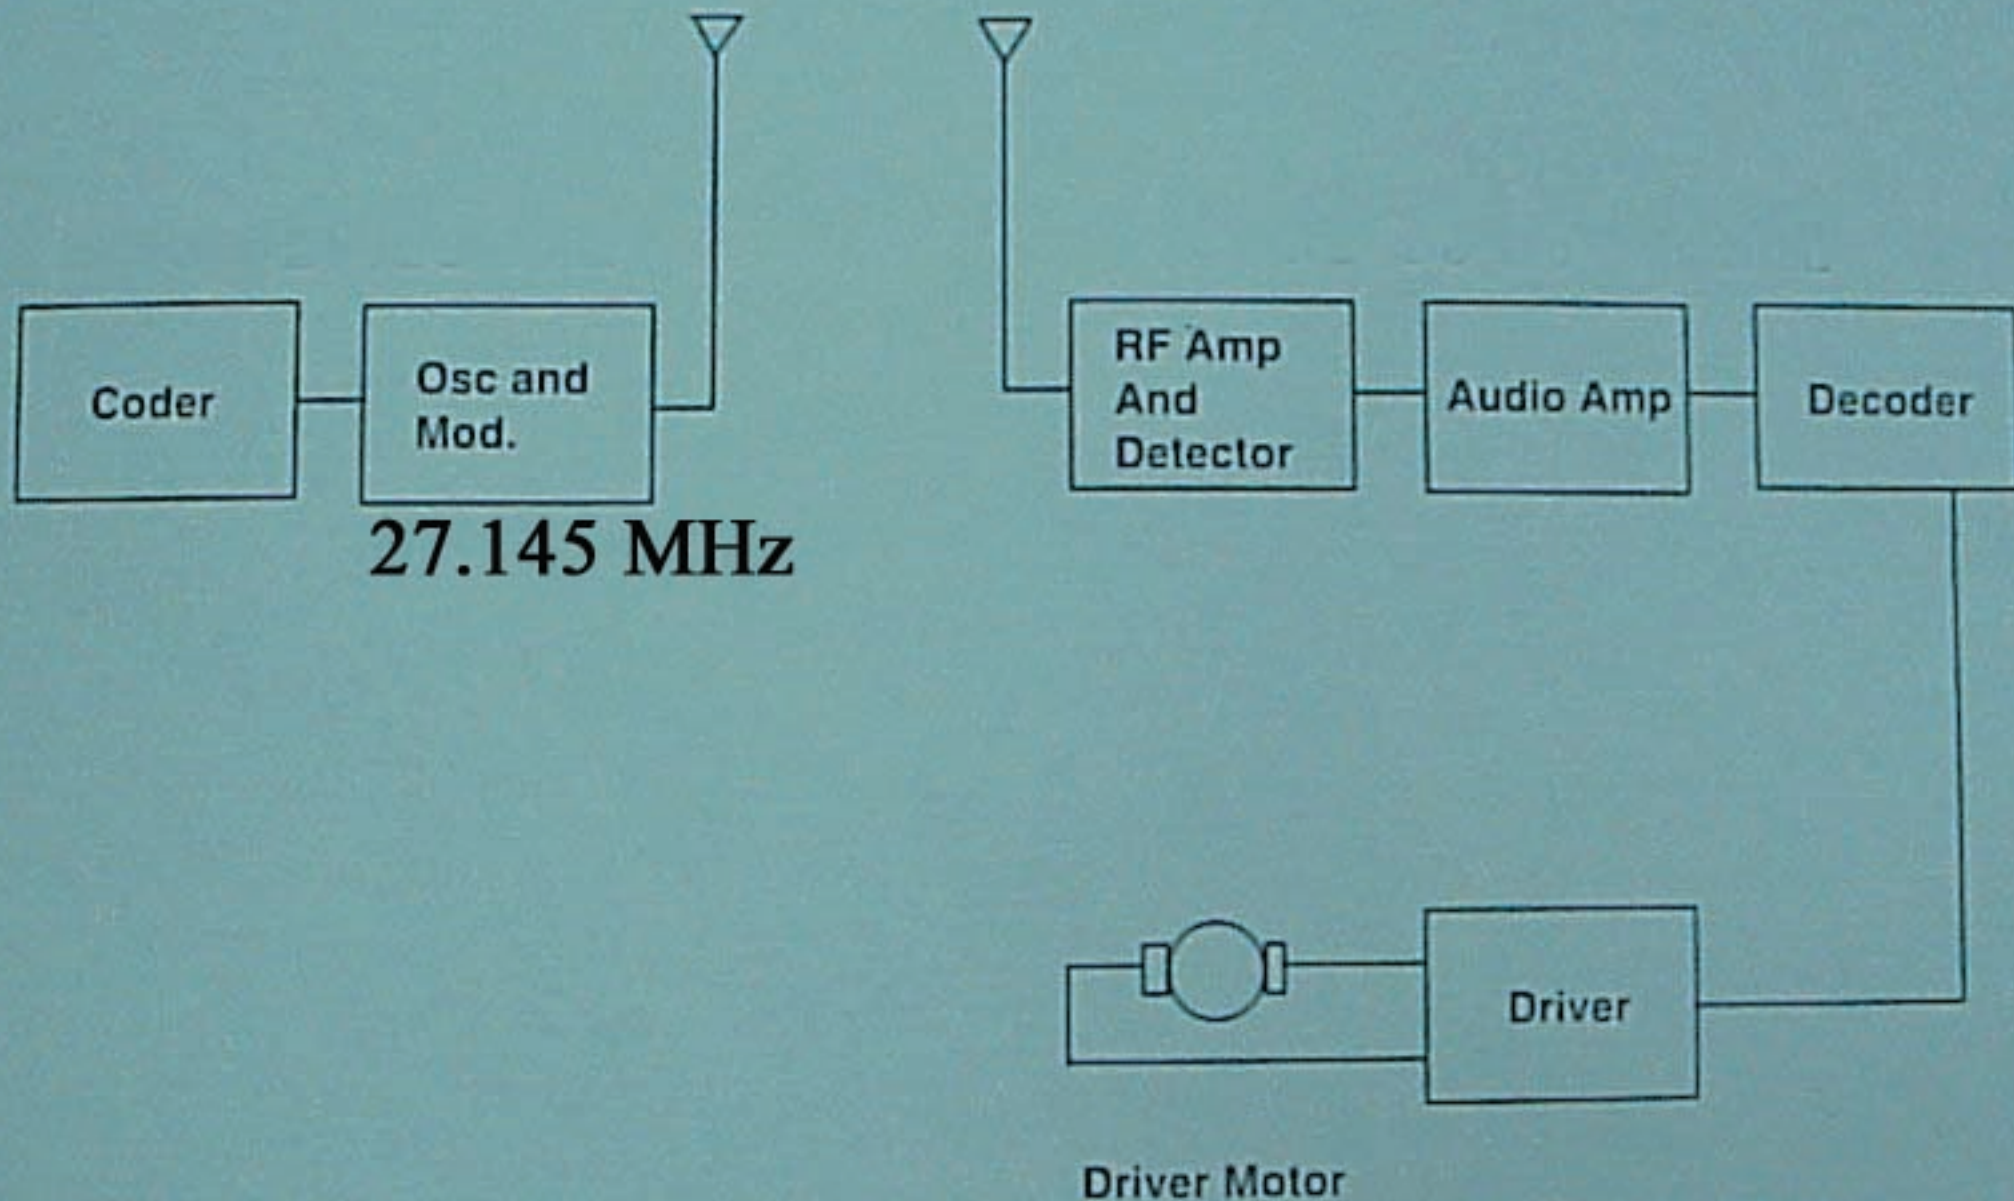 Coder
Osc and
Mod.
27.145 MHz
RF Amp
And
Detector
Audio Amp
Decoder
Driver
Driver Motor